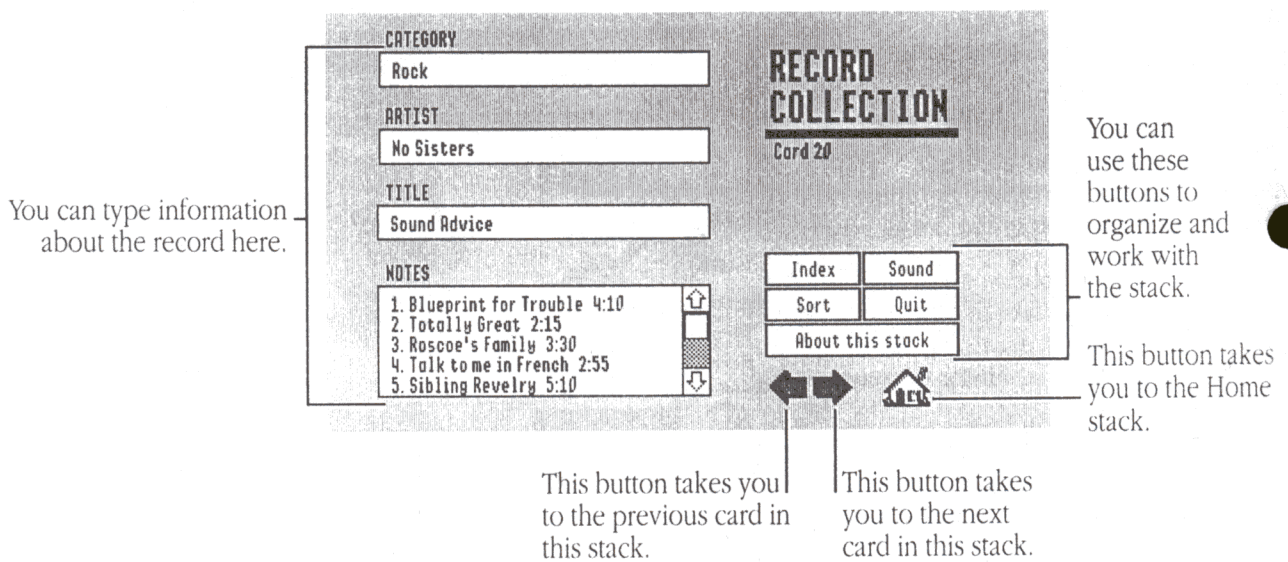 CATEGORY
Rock
ARTIST
No Sisters
TITLE
Sound Advice
NOTES
1. Blueprint for Trouble 4:10
2. Totally Great 2:15
3. Roscoe's Family 3:30
4. Talk to me in French 2:55
5. Sibling Revelry 5:10
RECORD
COLLECTION
Card 20
Index
Sound
Sort
Quit
About this stack
You can type information
about the record here.
You can
use these
buttons to
organize and
work with
the stack.
This button takes
you to the Home
stack.
This button takes you
to the previous card in
this stack.
This button takes
you to the next
card in this stack.